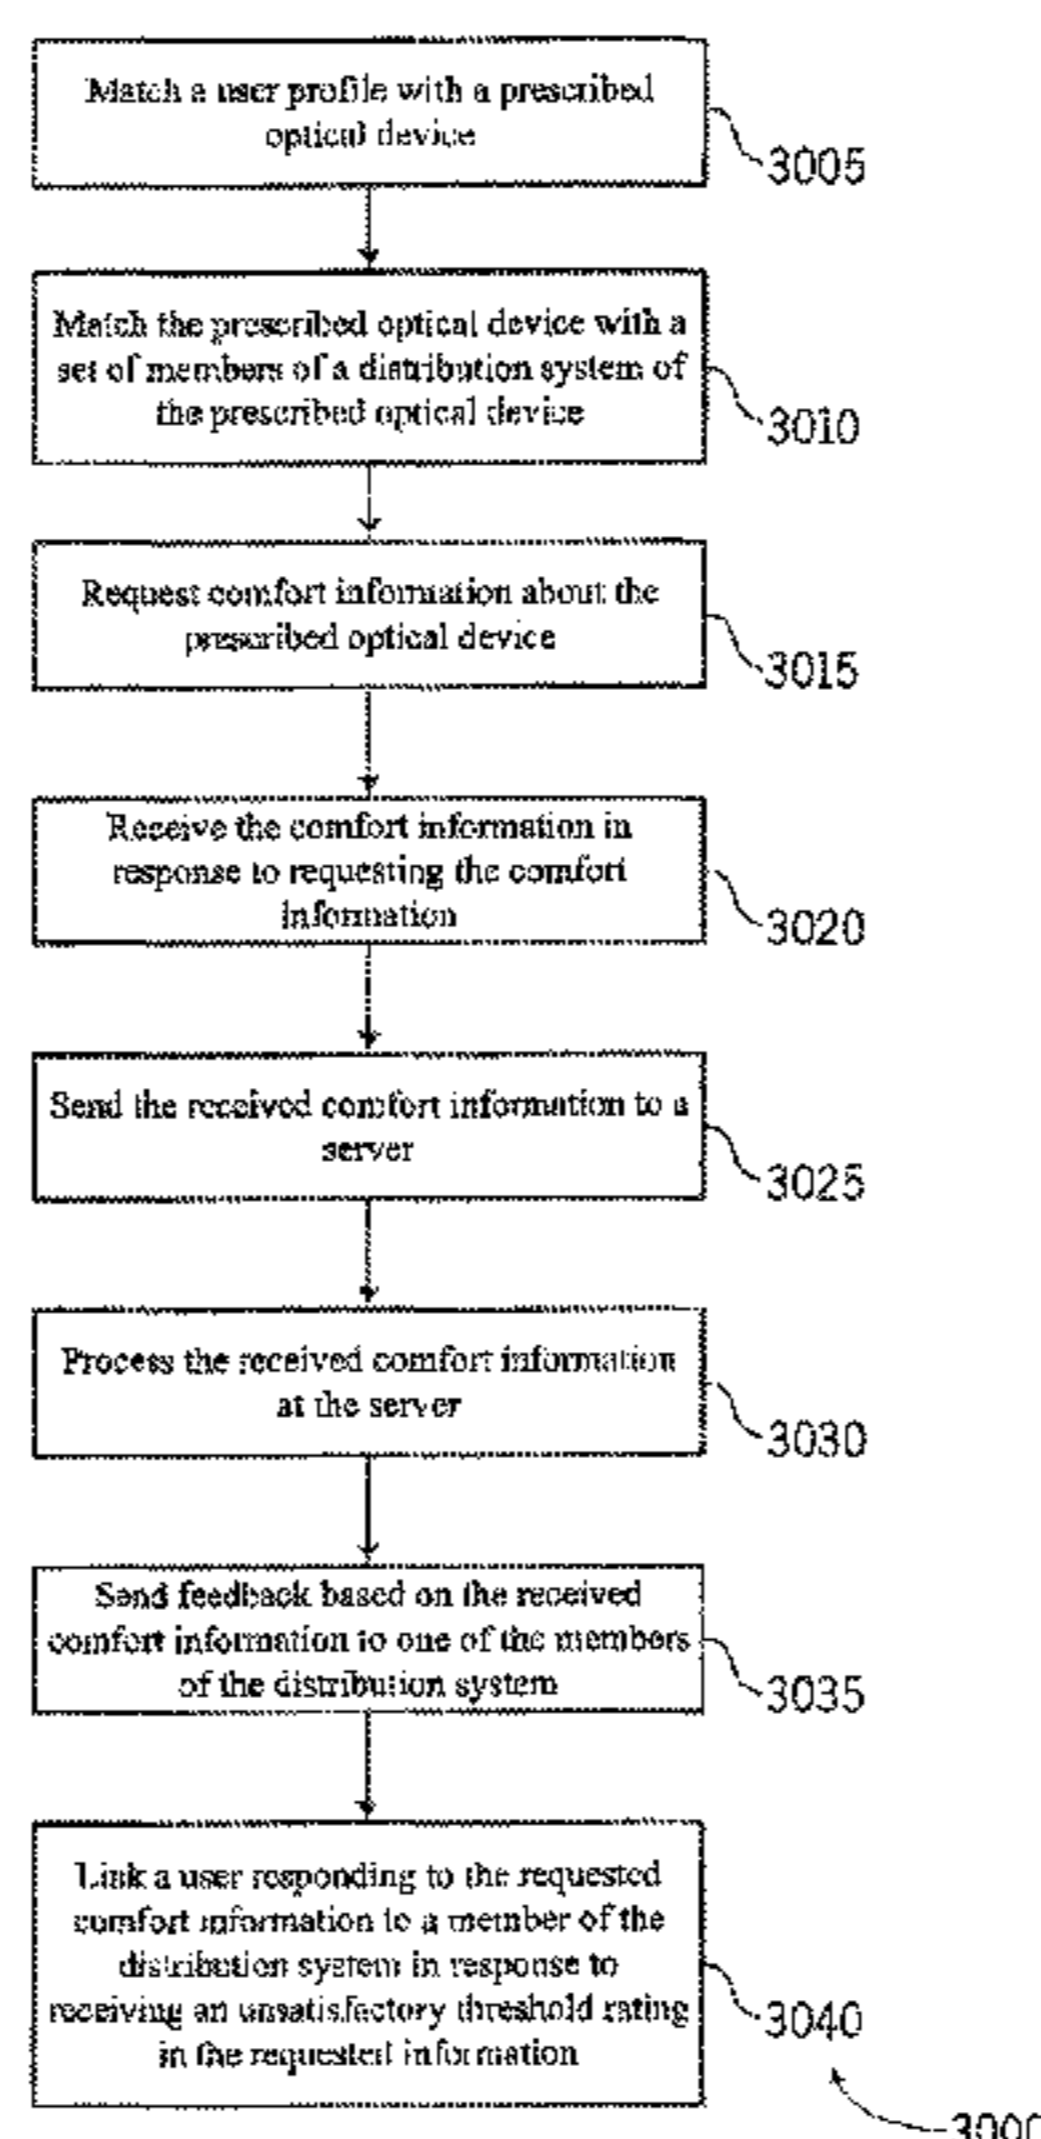 Match a user profile with a prescribed
optical device
3005
Match the prescribed optical device with a
set of members of a distribution system of
the prescribed optical device
3010
Request comfort information about the
prescribed optical device
3015
Receive the comfort information in
response to requesting the comfort
information
3020
Send the received comfort information to a
server
3025
Process the received comfort information
at the server
3030
Send feedback based on the received
comfort information to one of the members
of the distribution system
3035
Link a user responding to the requested
comfort information to a member of the
distribution system in response to
receiving an unsatisfactory threshold rating
in the requested information
3040
3000